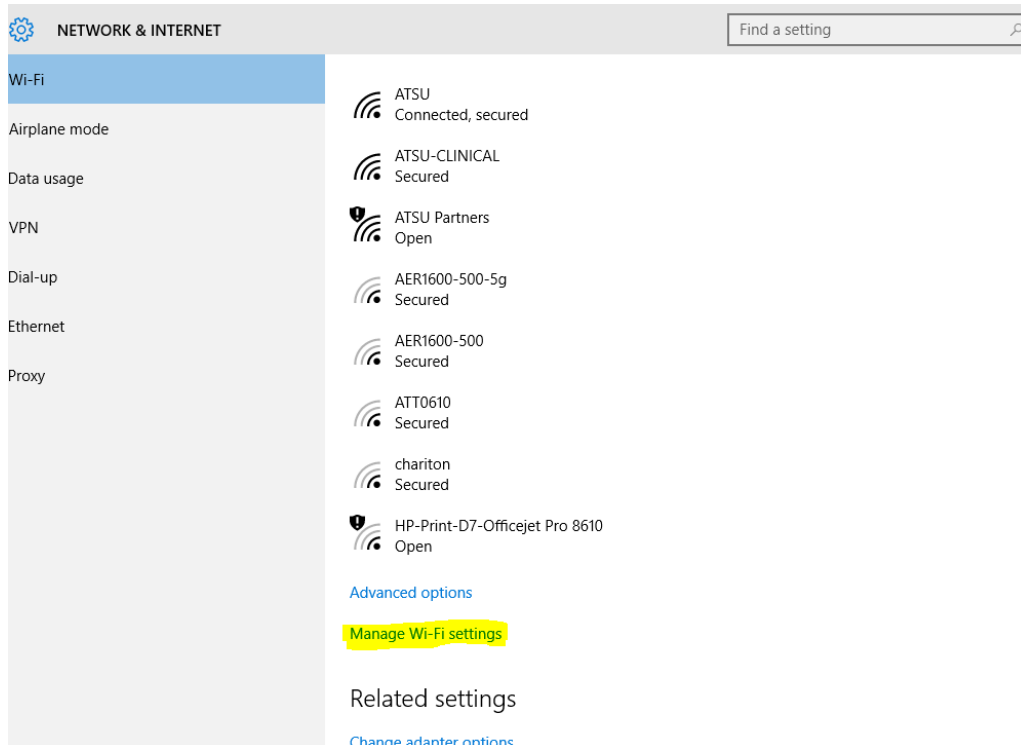 NETWORK & INTERNET
Find a setting
Wi-Fi
Airplane mode
Data usage
VPN
Dial-up
Ethernet
Proxy
ATSU
Connected, secured
ATSU-CLINICAL
Secured
ATSU Partners
Open
AER1600-500-5g
Secured
AER1600-500
Secured
ATT0610
Secured
chariton
Secured
HP-Print-D7-Officejet Pro 8610
Open
Advanced options
Manage Wi-Fi settings
Related settings
Change adapter options